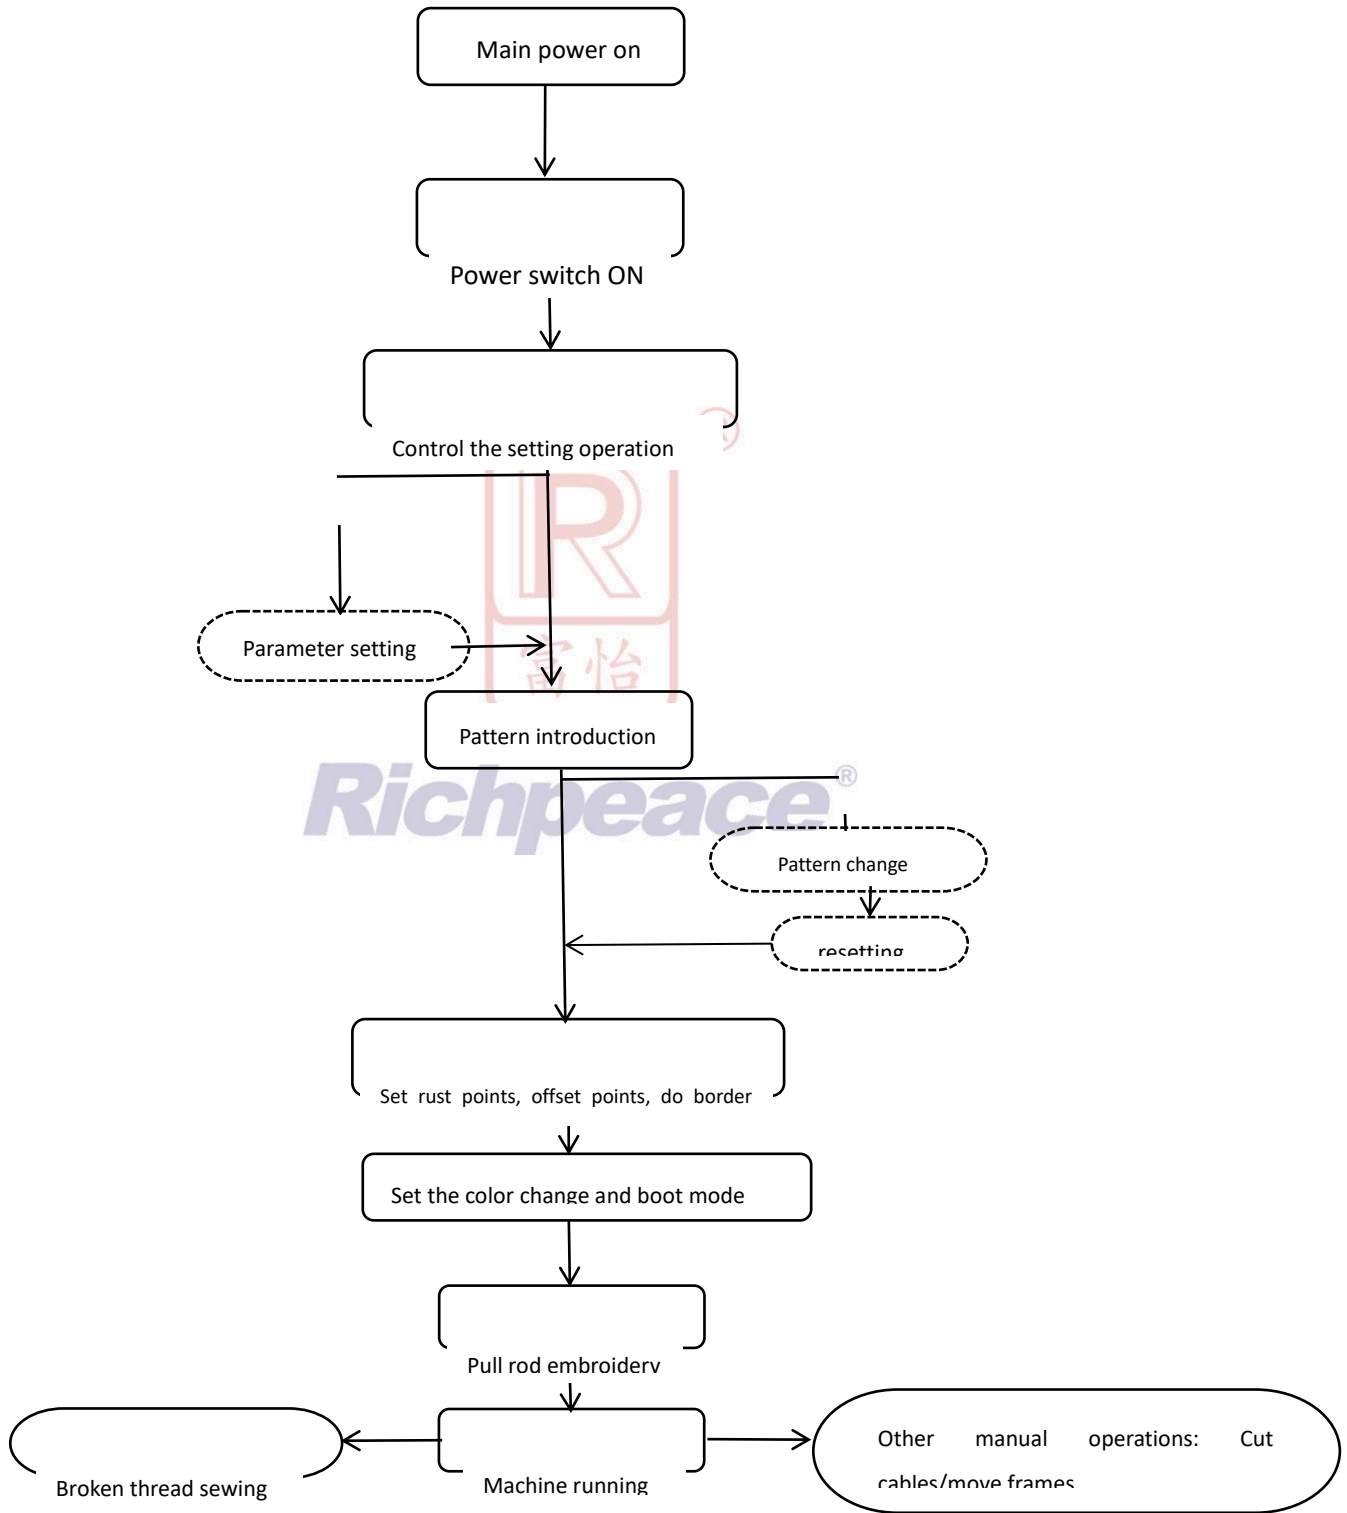 Main power on
Power switch ON
Control the setting operation
R
Parameter setting
富怡
Pattern introduction
Richpeace®
Pattern change
resetting
Set rust points, offset points, do border
Set the color change and boot mode
Pull rod embroidery
Machine running
Broken thread sewing
Other manual operations: Cut
cables/move frames